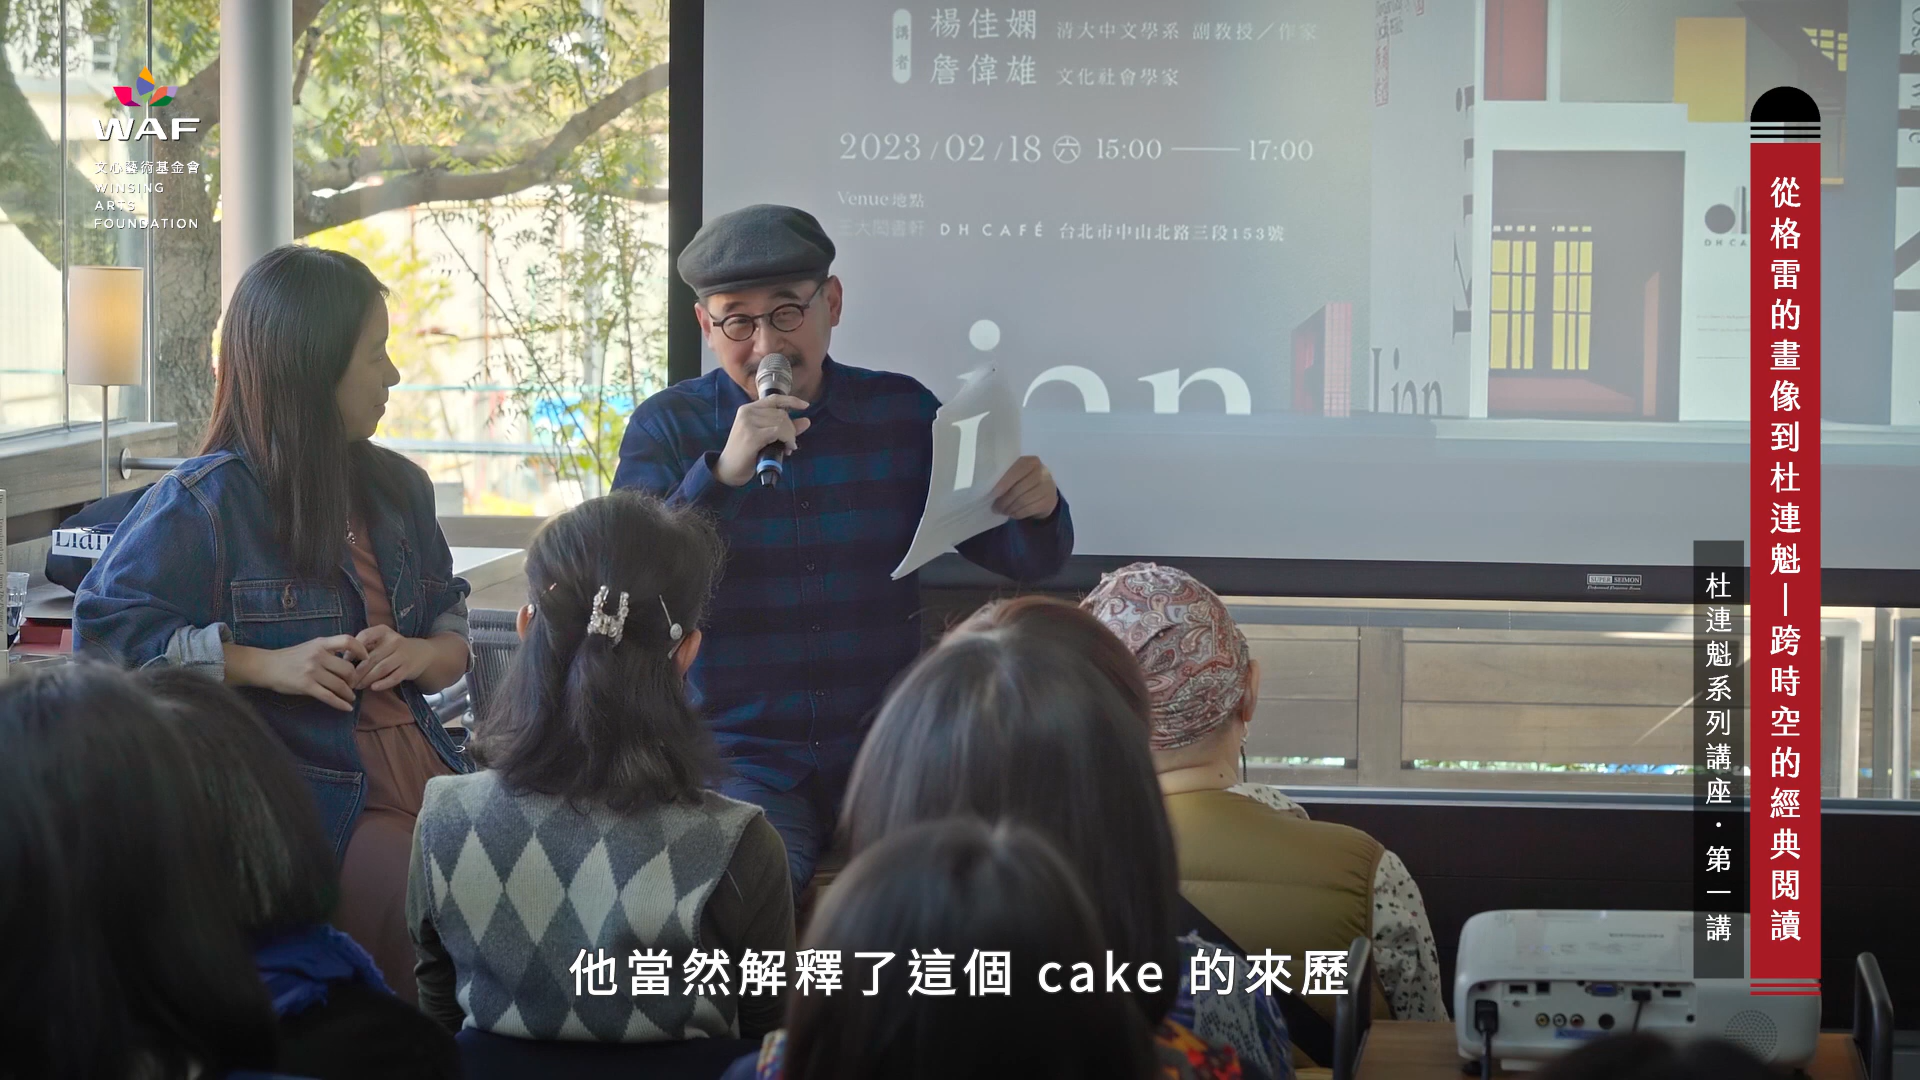 WAF
文心藝術基金會
WINSING
ARTS
FOUNDATION
講者
楊佳嫻 清大中文學系 副教授／作家
詹偉雄 文化社會學家
2023/02/18 六 15:00 —— 17:00
Venue地點
DH CAFÉ 台北市中山北路三段153號
DH CA
Lian
從格雷的畫像到杜連魁—跨時空的經典閱讀
杜連魁系列講座·第一講
SUPER SEIMON
他當然解釋了這個 cake 的來歷